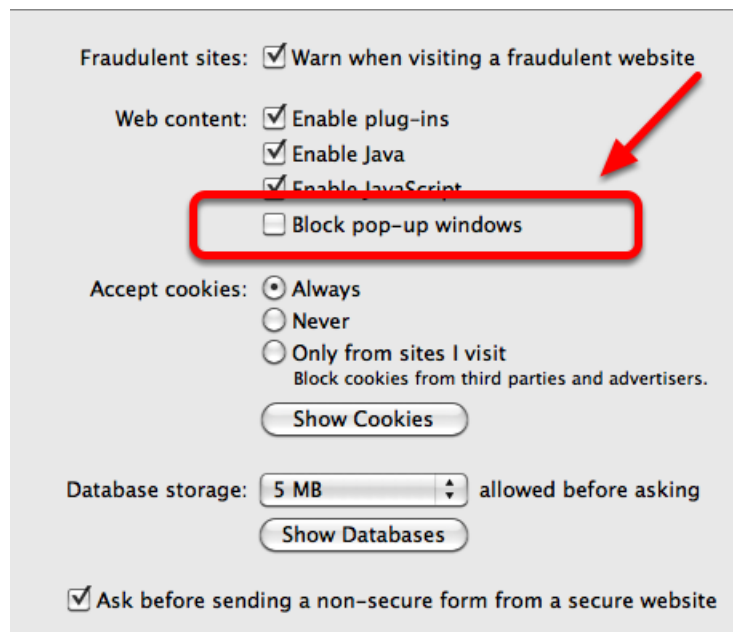 Fraudulent sites: Warn when visiting a fraudulent website
Web content: Enable plug-ins
Enable Java
Enable JavaScript
Block pop-up windows
Accept cookies: Always
Never
Only from sites I visit
Block cookies from third parties and advertisers.
Show Cookies
Database storage: 5 MB allowed before asking
Show Databases
Ask before sending a non-secure form from a secure website